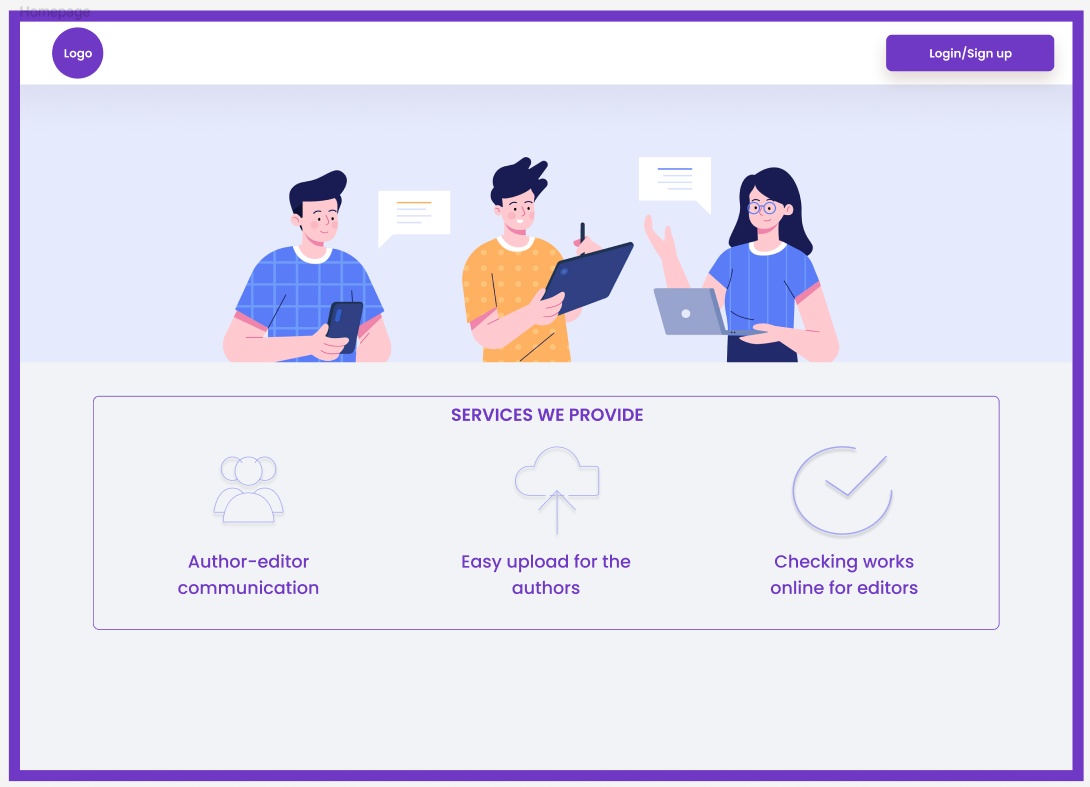 Homepage
Logo
Login/Sign up
SERVICES WE PROVIDE
Author-editor
communication
Easy upload for the
authors
Checking works
online for editors